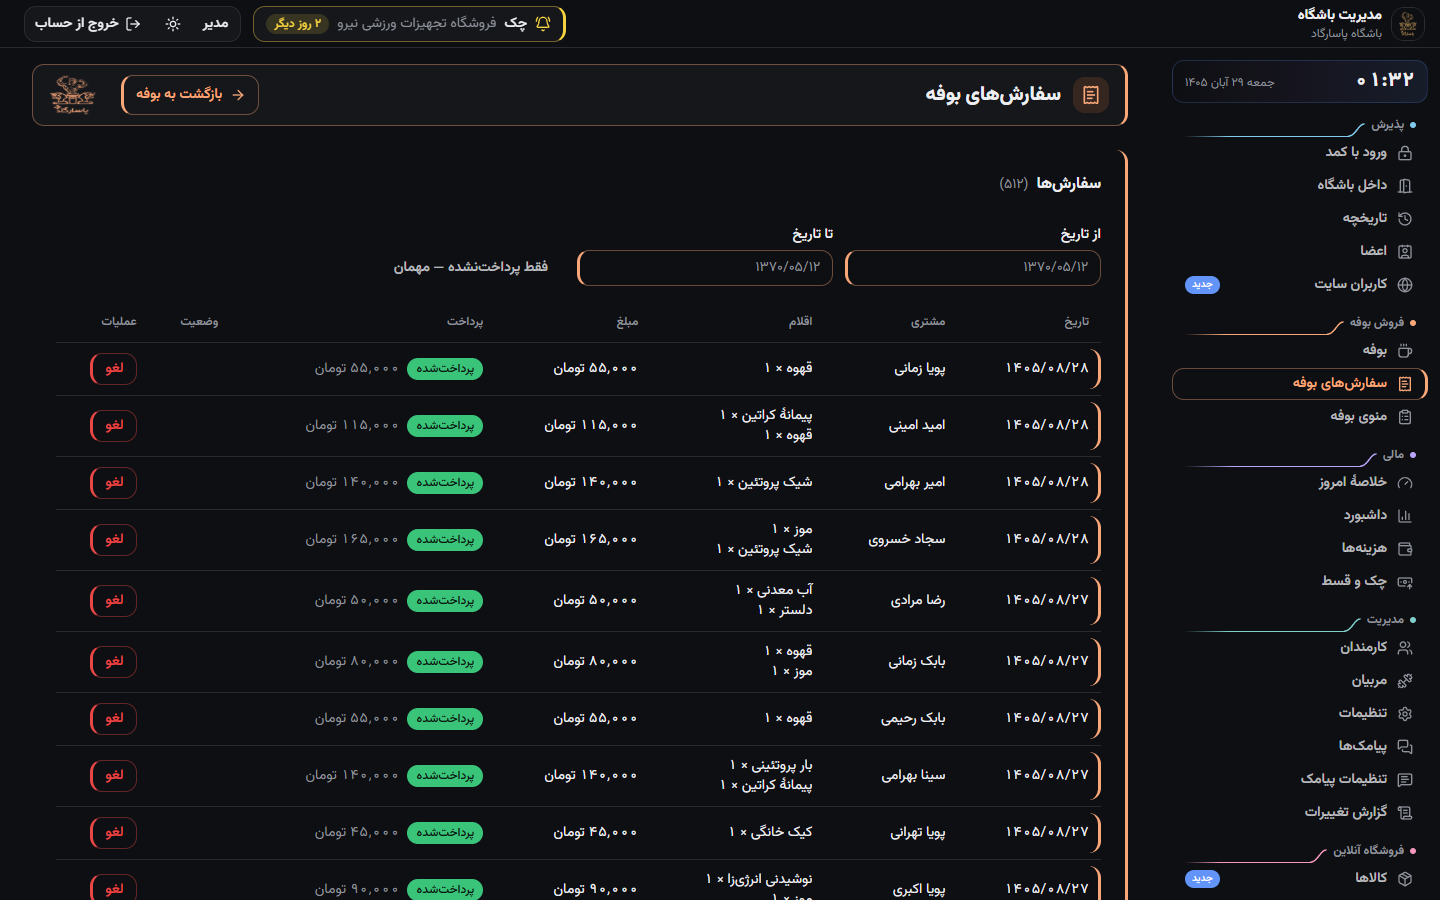 مدیریت باشگاه
باشگاه پاسارگاد
چک فروشگاه تجهیزات ورزشی نیرو ۲ روز دیگر
مدیر
خروج از حساب
۰۱:۳۲
جمعه ۲۹ آبان ۱۴۰۵
پذیرش
ورود با کمد
داخل باشگاه
تاریخچه
اعضا
کاربران سایت جدید
فروش بوفه
بوفه
سفارش‌های بوفه
منوی بوفه
مالی
خلاصهٔ امروز
داشبورد
هزینه‌ها
چک و قسط
مدیریت
کارمندان
مربیان
تنظیمات
پیامک‌ها
تنظیمات پیامک
گزارش تغییرات
فروشگاه آنلاین
کالاها جدید
سفارش‌های بوفه
بازگشت به بوفه
پاسارگاد
سفارش‌ها (۵۱۲)
از تاریخ
۱۳۷۰/۰۵/۱۲
تا تاریخ
۱۳۷۰/۰۵/۱۲
فقط پرداخت‌نشده — مهمان
تاریخ مشتری اقلام مبلغ پرداخت وضعیت عملیات
۱۴۰۵/۰۸/۲۸ پویا زمانی قهوه × ۱ ۵۵,۰۰۰ تومان پرداخت‌شده ۵۵,۰۰۰ تومان لغو
۱۴۰۵/۰۸/۲۸ امید امینی پیمانهٔ کراتین × ۱
قهوه × ۱ ۱۱۵,۰۰۰ تومان پرداخت‌شده ۱۱۵,۰۰۰ تومان لغو
۱۴۰۵/۰۸/۲۸ امیر بهرامی شیک پروتئین × ۱ ۱۴۰,۰۰۰ تومان پرداخت‌شده ۱۴۰,۰۰۰ تومان لغو
۱۴۰۵/۰۸/۲۸ سجاد خسروی موز × ۱
شیک پروتئین × ۱ ۱۶۵,۰۰۰ تومان پرداخت‌شده ۱۶۵,۰۰۰ تومان لغو
۱۴۰۵/۰۸/۲۷ رضا مرادی آب معدنی × ۱
دلستر × ۱ ۵۰,۰۰۰ تومان پرداخت‌شده ۵۰,۰۰۰ تومان لغو
۱۴۰۵/۰۸/۲۷ بابک زمانی قهوه × ۱
موز × ۱ ۸۰,۰۰۰ تومان پرداخت‌شده ۸۰,۰۰۰ تومان لغو
۱۴۰۵/۰۸/۲۷ بابک رحیمی قهوه × ۱ ۵۵,۰۰۰ تومان پرداخت‌شده ۵۵,۰۰۰ تومان لغو
۱۴۰۵/۰۸/۲۷ سینا بهرامی بار پروتئینی × ۱
پیمانهٔ کراتین × ۱ ۱۴۰,۰۰۰ تومان پرداخت‌شده ۱۴۰,۰۰۰ تومان لغو
۱۴۰۵/۰۸/۲۷ پویا تهرانی کیک خانگی × ۱ ۴۵,۰۰۰ تومان پرداخت‌شده ۴۵,۰۰۰ تومان لغو
۱۴۰۵/۰۸/۲۷ پویا اکبری نوشیدنی انرژی‌زا × ۱
موز × ۱ ۹۰,۰۰۰ تومان پرداخت‌شده ۹۰,۰۰۰ تومان لغو